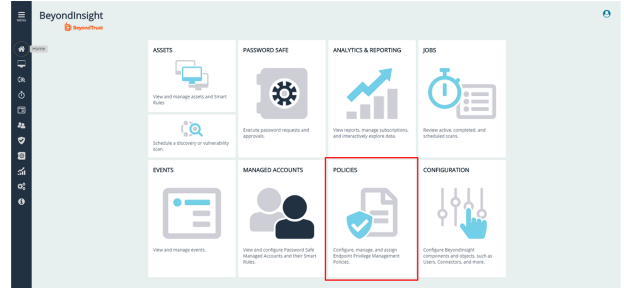 MENU
BeyondInsight
BeyondTrust
Home
ASSETS
View and manage assets and Smart
Rules
Schedule a discovery or vulnerability
scan.
PASSWORD SAFE
Execute password requests and
approvals.
ANALYTICS & REPORTING
View reports, manage subscriptions,
and interactively explore data.
JOBS
Review active, completed, and
scheduled scans.
EVENTS
View and manage events.
MANAGED ACCOUNTS
View and configure Password Safe
Managed Accounts and their Smart
Rules.
POLICIES
Configure, manage, and assign
Endpoint Privilege Management
Policies.
CONFIGURATION
Configure BeyondInsight
components and objects, such as
Users, Connectors, and more.